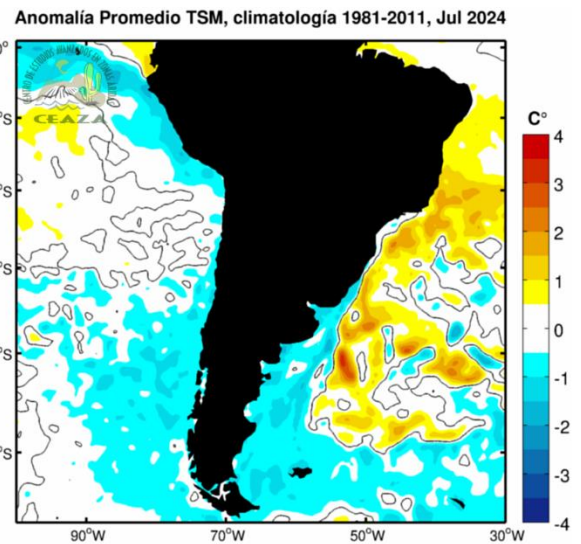 Anomalía Promedio TSM, climatología 1981-2011, Jul 2024
C°
4
3
2
1
0
-1
-2
-3
-4
°S
°S
°S
°S
°S
CEAZA
90°W
70°W
50°W
30°W